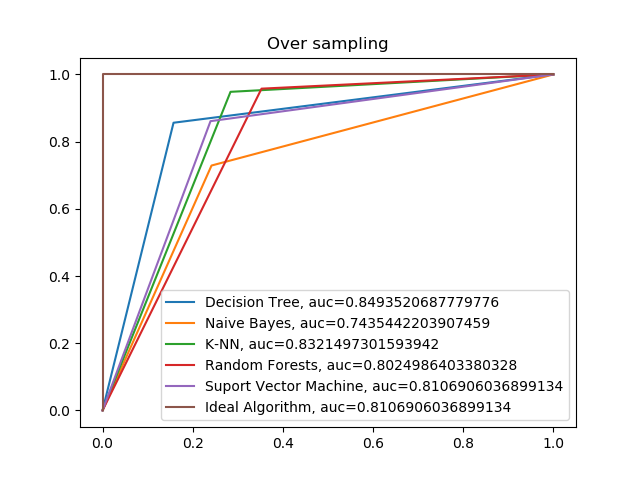 Over sampling
1.0
0.8
0.6
0.4
0.2
0.0
Decision Tree, auc=0.8493520687779776
Naive Bayes, auc=0.7435442203907459
K-NN, auc=0.8321497301593942
Random Forests, auc=0.8024986403380328
Suport Vector Machine, auc=0.8106906036899134
Ideal Algorithm, auc=0.8106906036899134
0.0 0.2 0.4 0.6 0.8 1.0